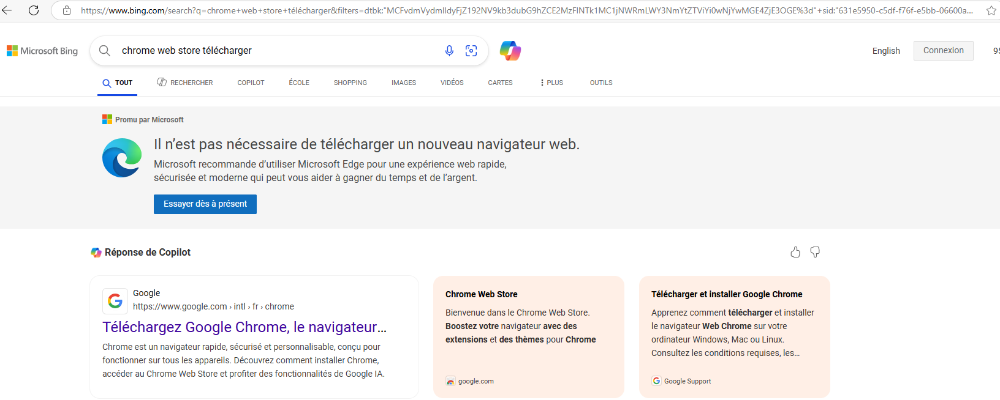 https://www.bing.com/search?q=chrome+web+store+télécharger&filters=dtbk:"MCFvdmVydmlldyFjZ192NV9kb3dubG9hZCE2MzFlNTk1MC1jNWRmLWY3NmYtZTViYi0wNjYwMGE4ZjE3OGE%3d"+sid:"631e5950-c5df-f76f-e5bb-06600a...
Microsoft Bing
chrome web store télécharger
English
Connexion
95
TOUT
RECHERCHER
COPILOT
ÉCOLE
SHOPPING
IMAGES
VIDÉOS
CARTES
PLUS
OUTILS
Promu par Microsoft
Il n’est pas nécessaire de télécharger un nouveau navigateur web.
Microsoft recommande d’utiliser Microsoft Edge pour une expérience web rapide,
sécurisée et moderne qui peut vous aider à gagner du temps et de l’argent.
Essayer dès à présent
Réponse de Copilot
Google
https://www.google.com › intl › fr › chrome
Téléchargez Google Chrome, le navigateur…
Chrome est un navigateur rapide, sécurisé et personnalisable, conçu pour
fonctionner sur tous les appareils. Découvrez comment installer Chrome,
accéder au Chrome Web Store et profiter des fonctionnalités de Google IA.
Chrome Web Store
Bienvenue dans le Chrome Web Store.
Boostez votre navigateur avec des
extensions et des thèmes pour Chrome
google.com
Télécharger et installer Google Chrome
Apprenez comment télécharger et installer
le navigateur Web Chrome sur votre
ordinateur Windows, Mac ou Linux.
Consultez les conditions requises, les…
Google Support